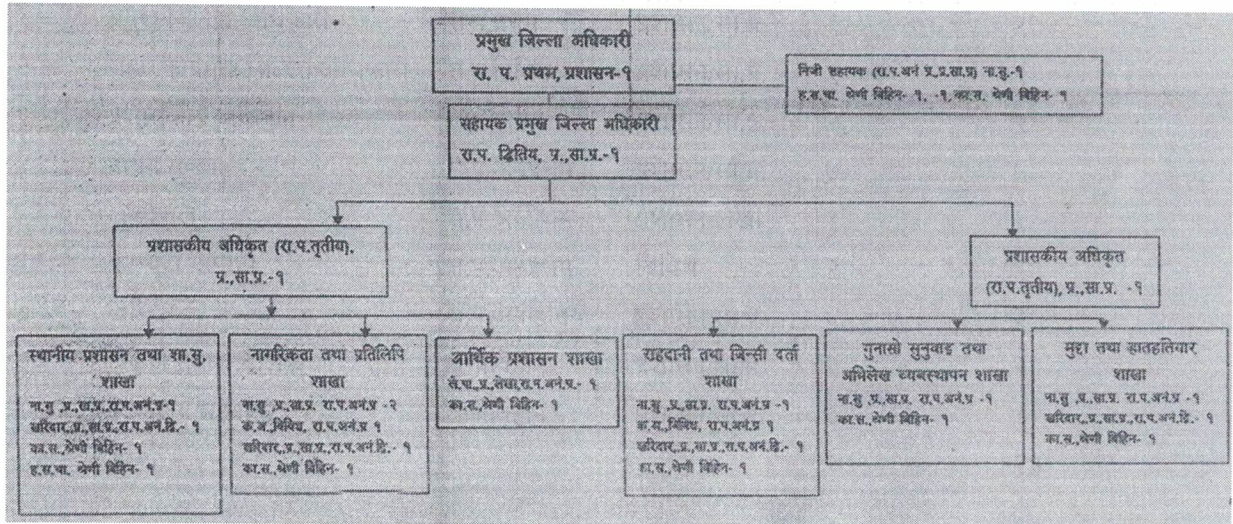 प्रमुख जिल्ला अधिकारी
रा. प. प्रथम, प्रशासन-१
निजी सहायक (रा.प.अनं प्र.,प्र.सा.प्र) ना.सु.-१
ह.स.चा. श्रेणी बिहिन- १, -१, का.स. श्रेणी बिहिन- १
सहायक प्रमुख जिल्ला अधिकारी
रा.प. द्वितिय, प्र.,सा.प्र.-१
प्रशासकीय अधिकृत (रा.प.तृतीय),
प्र.,सा.प्र.-१
प्रशासकीय अधिकृत
(रा.प.तृतीय), प्र.,सा.प्र. -१
स्थानीय प्रशासन तथा शा.सु.
शाखा
ना.सु ,प्र.,सा.प्र.,रा.प.अनं.प्र-१
खरिदार,प्र.,सा.प्र.,रा.प.अनं.द्वि.- १
का.स.,श्रेणी बिहिन- १
ह.स.चा. श्रेणी बिहिन- १
नागरिकता तथा प्रतिलिपि
शाखा
ना.सु ,प्र.,सा.प्र. रा.प.अनं.प्र -२
कं.अ.,विविध, रा.प.अनं.प्र १
खरिदार,प्र.,सा.प्र.,रा.प.अनं.द्वि.- १
का.स.,श्रेणी बिहिन- १
आर्थिक प्रशासन शाखा
ले.पा.,प्र.,लेखा,रा.प.अनं.प्र.- १
का.स.,श्रेणी बिहिन- १
राहदानी तथा जिन्सी दर्ता
शाखा
ना.सु ,प्र.,सा.प्र. रा.प.अनं.प्र -१
कं.अ.,विविध, रा.प.अनं.प्र १
खरिदार,प्र.,सा.प्र.,रा.प.अनं.द्वि.- १
का.स.,श्रेणी बिहिन- १
गुनासो सुनुवाइ तथा
अभिलेख व्यबस्थापन शाखा
ना.सु ,प्र.,सा.प्र. रा.प.अनं.प्र -१
का.स.,श्रेणी बिहिन- १
मुद्दा तथा हातहतियार
शाखा
ना.सु ,प्र.,सा.प्र. रा.प.अनं.प्र -१
खरिदार,प्र.,सा.प्र.,रा.प.अनं.द्वि.- १
का.स.,श्रेणी बिहिन- १